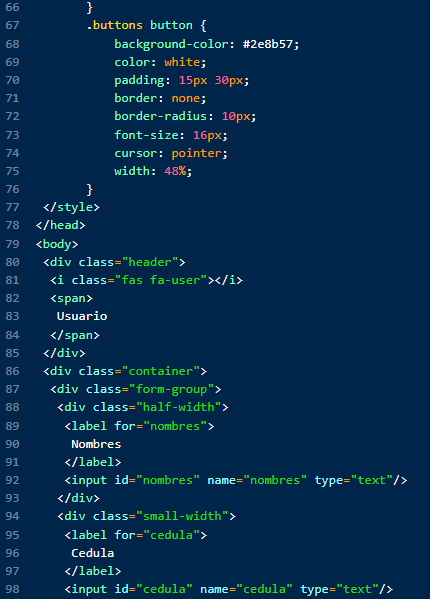 66 }
67 .buttons button {
68 background-color: #2e8b57;
69 color: white;
70 padding: 15px 30px;
71 border: none;
72 border-radius: 10px;
73 font-size: 16px;
74 cursor: pointer;
75 width: 48%;
76 }
77 </style>
78 </head>
79 <body>
80 <div class="header">
81 <i class="fas fa-user"></i>
82 <span>
83 Usuario
84 </span>
85 </div>
86 <div class="container">
87 <div class="form-group">
88 <div class="half-width">
89 <label for="nombres">
90 Nombres
91 </label>
92 <input id="nombres" name="nombres" type="text"/>
93 </div>
94 <div class="small-width">
95 <label for="cedula">
96 Cedula
97 </label>
98 <input id="cedula" name="cedula" type="text"/>